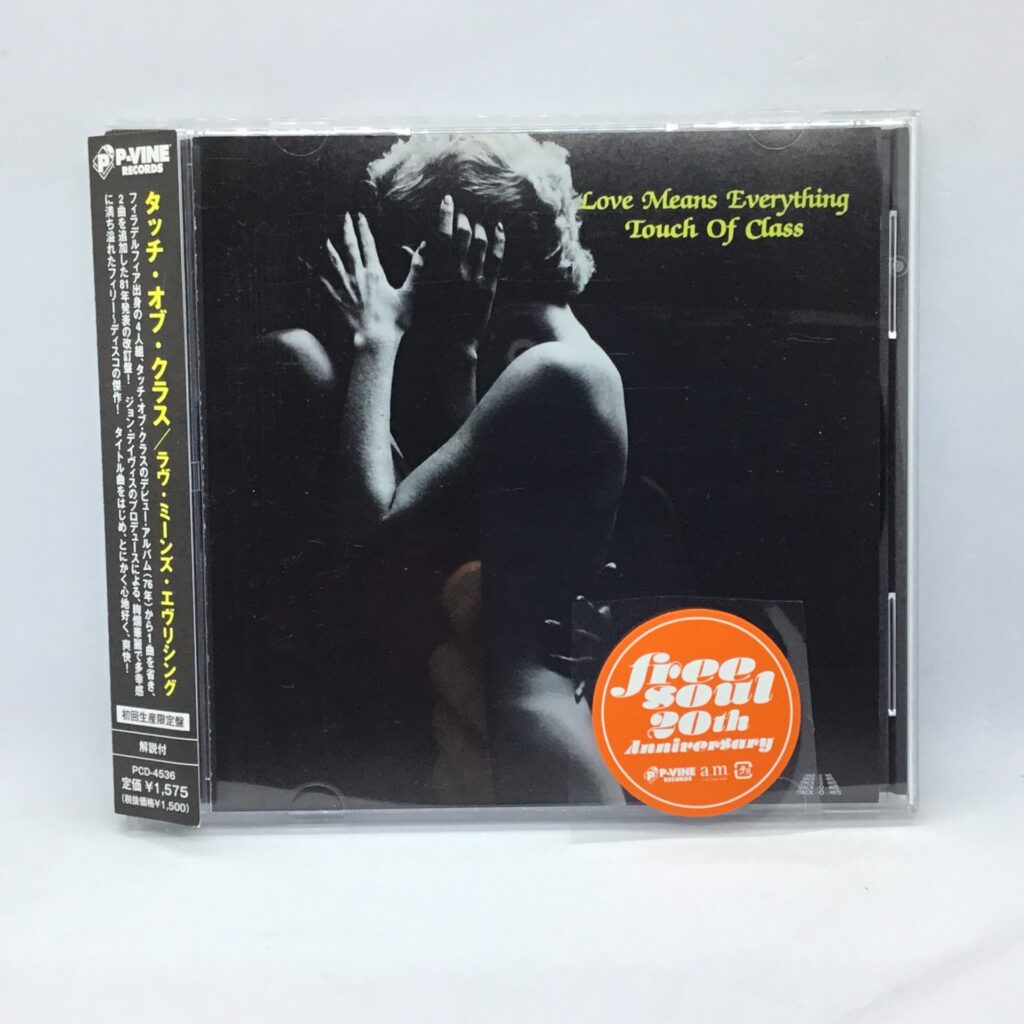 P-VINE
RECORDS
タッチ・オブ・クラス／ラヴ・ミーンズ・エヴリシング
フィラデルフィア出身の4人組、タッチ・オブ・クラスのデビュー・アルバム(76年)から1曲を省き、
2曲を追加した81年発表の改訂盤！ ジョン・デイヴィスのプロデュースによる、絢爛華麗で多幸感
に満ち溢れたフィリー〜ディスコの傑作！ タイトル曲をはじめ、とにかく心地好く、爽快！
初回生産限定盤
解説付
PCD-4536
定価 ¥1,575
(税抜価格¥1,500)
Love Means Everything
Touch Of Class
free
soul
20th
Anniversary
P-VINE
RECORDS
a.m.